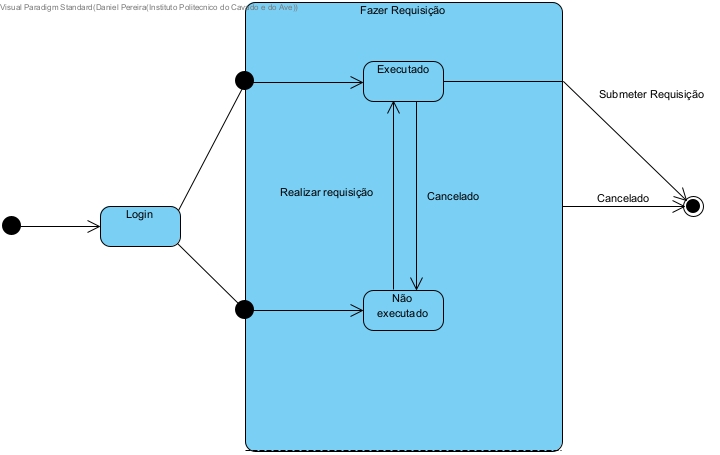 Visual Paradigm Standard(Daniel Pereira(Instituto Politecnico do Cavado e do Ave))
Fazer Requisição
Executado
Submeter Requisição
Realizar requisição
Cancelado
Cancelado
Login
Não
executado